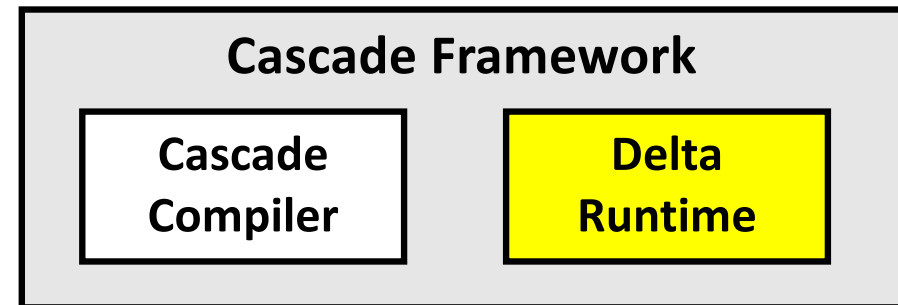 Cascade Framework
Cascade
Compiler
Delta
Runtime